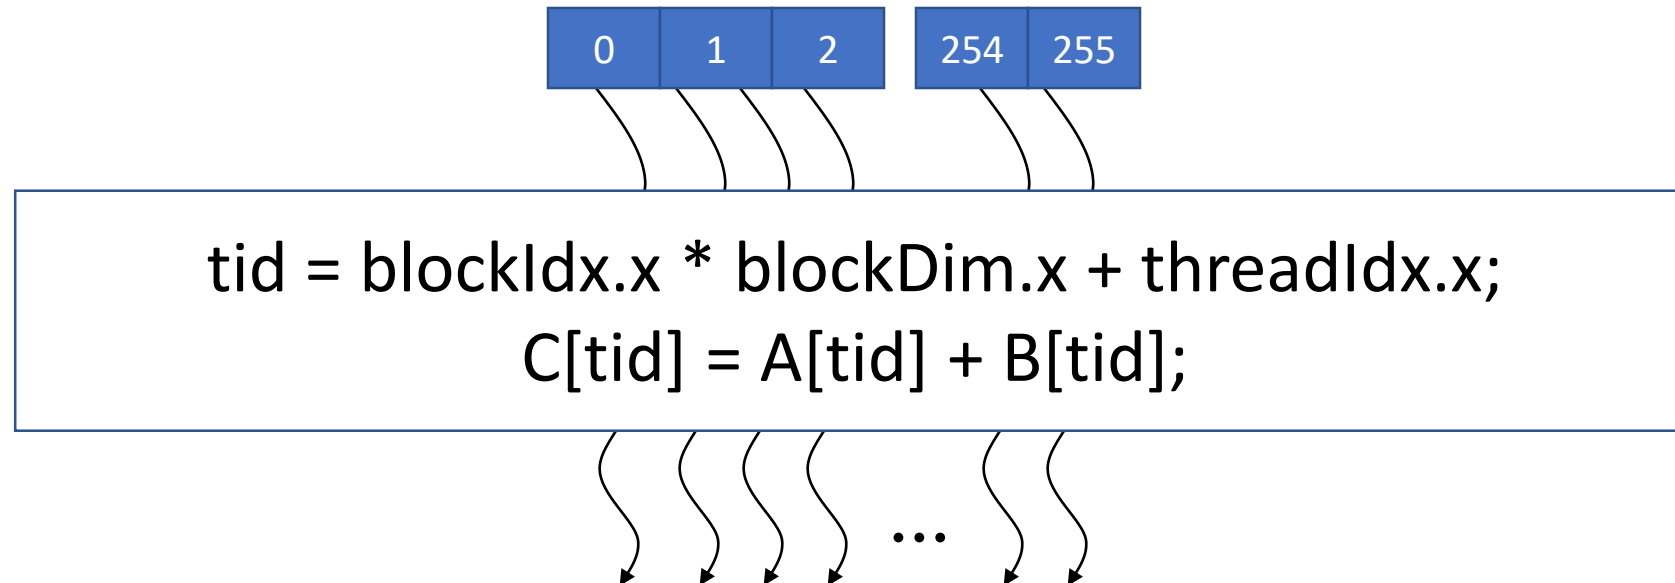 0 1 2 254 255
tid = blockIdx.x * blockDim.x + threadIdx.x;
C[tid] = A[tid] + B[tid];
...